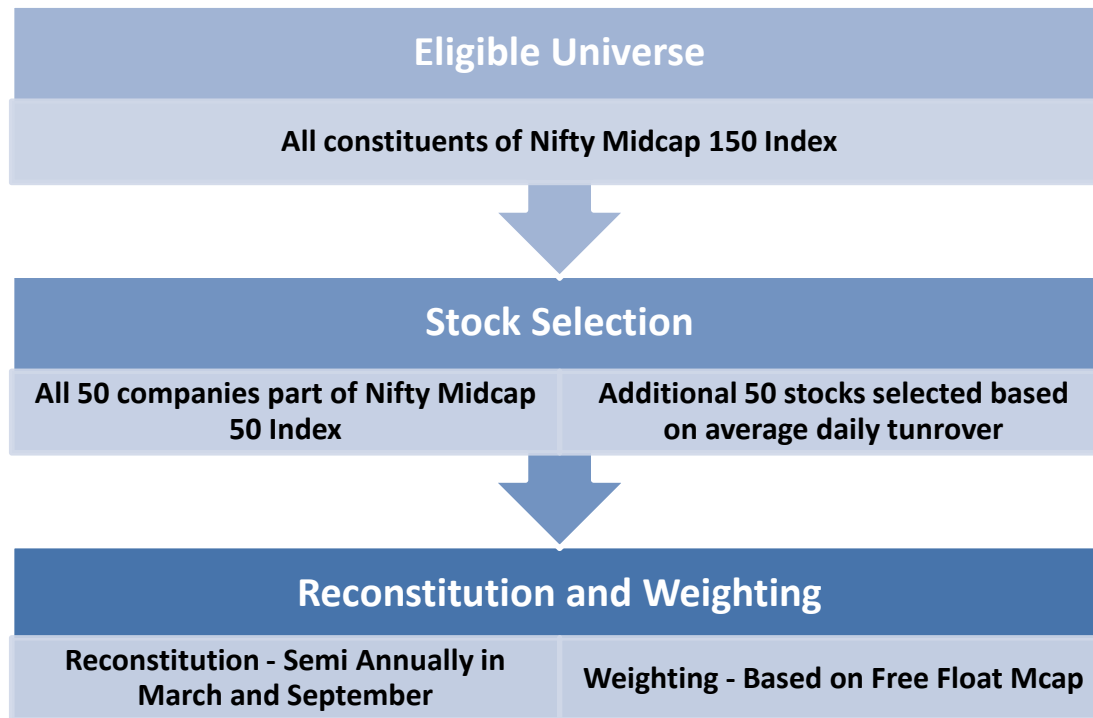 Eligible Universe
All constituents of Nifty Midcap 150 Index
Stock Selection
All 50 companies part of Nifty Midcap
50 Index
Additional 50 stocks selected based
on average daily tunrover
Reconstitution and Weighting
Reconstitution - Semi Annually in
March and September
Weighting - Based on Free Float Mcap